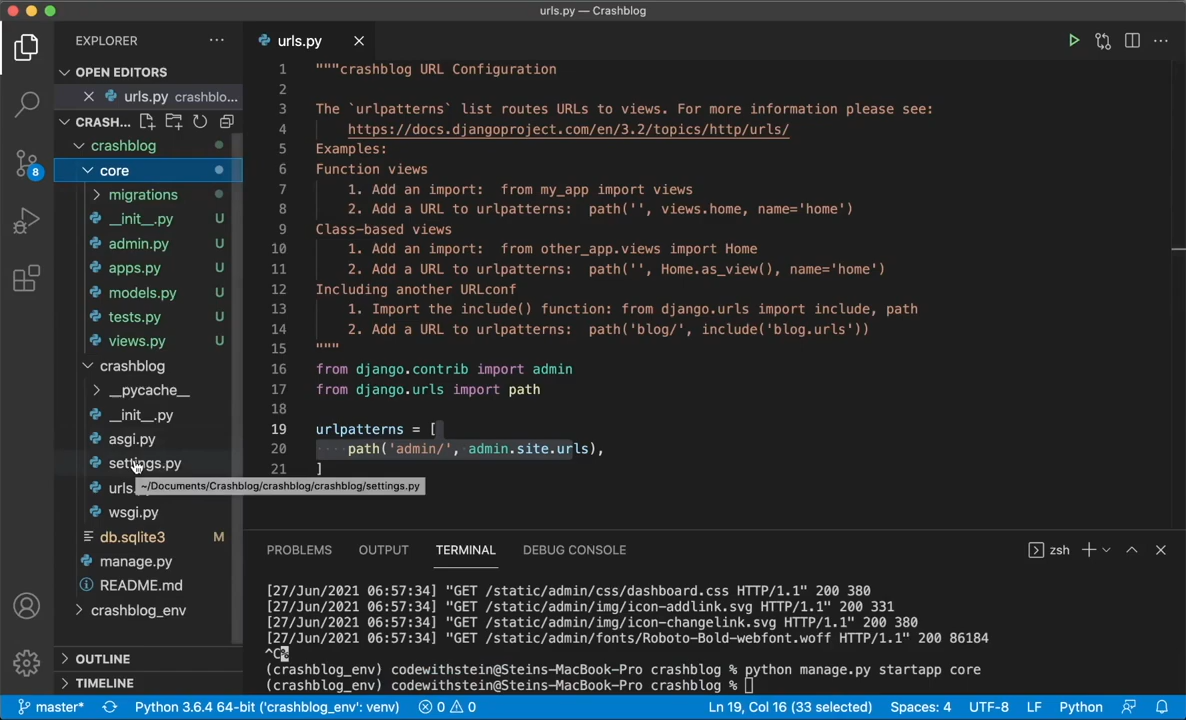 urls.py — Crashblog
EXPLORER
OPEN EDITORS
urls.py crashblo...
CRASH...
crashblog
core
migrations
__init__.py U
admin.py U
apps.py U
models.py U
tests.py U
views.py U
crashblog
__pycache__
__init__.py
asgi.py
settings.py
urls.
~/Documents/Crashblog/crashblog/crashblog/settings.py
wsgi.py
db.sqlite3 M
manage.py
README.md
crashblog_env
OUTLINE
TIMELINE
8
urls.py
1 """crashblog URL Configuration
2
3 The `urlpatterns` list routes URLs to views. For more information please see:
4 https://docs.djangoproject.com/en/3.2/topics/http/urls/
5 Examples:
6 Function views
7 1. Add an import:  from my_app import views
8 2. Add a URL to urlpatterns:  path('', views.home, name='home')
9 Class-based views
10 1. Add an import:  from other_app.views import Home
11 2. Add a URL to urlpatterns:  path('', Home.as_view(), name='home')
12 Including another URLconf
13 1. Import the include() function: from django.urls import include, path
14 2. Add a URL to urlpatterns:  path('blog/', include('blog.urls'))
15 """
16 from django.contrib import admin
17 from django.urls import path
18
19 urlpatterns = [
20 path('admin/', admin.site.urls),
21 ]
PROBLEMS OUTPUT TERMINAL DEBUG CONSOLE zsh
[27/Jun/2021 06:57:34] "GET /static/admin/css/dashboard.css HTTP/1.1" 200 380
[27/Jun/2021 06:57:34] "GET /static/admin/img/icon-addlink.svg HTTP/1.1" 200 331
[27/Jun/2021 06:57:34] "GET /static/admin/img/icon-changelink.svg HTTP/1.1" 200 380
[27/Jun/2021 06:57:34] "GET /static/admin/fonts/Roboto-Bold-webfont.woff HTTP/1.1" 200 86184
^C%
(crashblog_env) codewithstein@Steins-MacBook-Pro crashblog % python manage.py startapp core
(crashblog_env) codewithstein@Steins-MacBook-Pro crashblog %
master* Python 3.6.4 64-bit ('crashblog_env': venv) 0 0 Ln 19, Col 16 (33 selected) Spaces: 4 UTF-8 LF Python